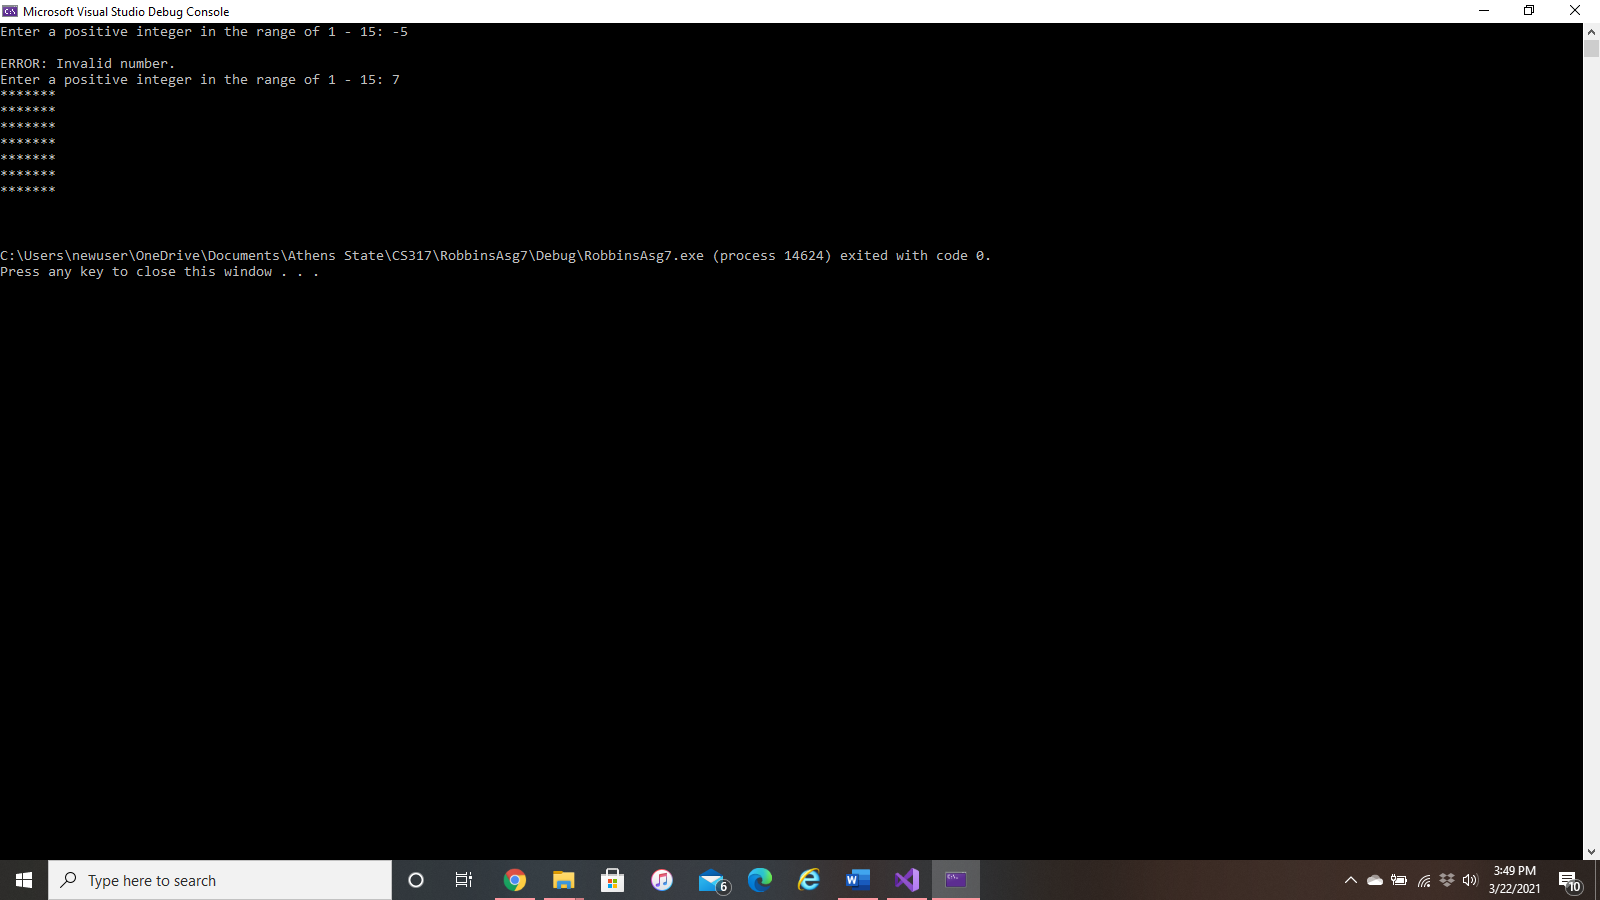 Microsoft Visual Studio Debug Console
Enter a positive integer in the range of 1 - 15: -5
ERROR: Invalid number.
Enter a positive integer in the range of 1 - 15: 7
*******
*******
*******
*******
*******
*******
*******
C:\Users\newuser\OneDrive\Documents\Athens State\CS317\RobbinsAsg7\Debug\RobbinsAsg7.exe (process 14624) exited with code 0.
Press any key to close this window . . .
Type here to search
6
3:49 PM
3/22/2021
10